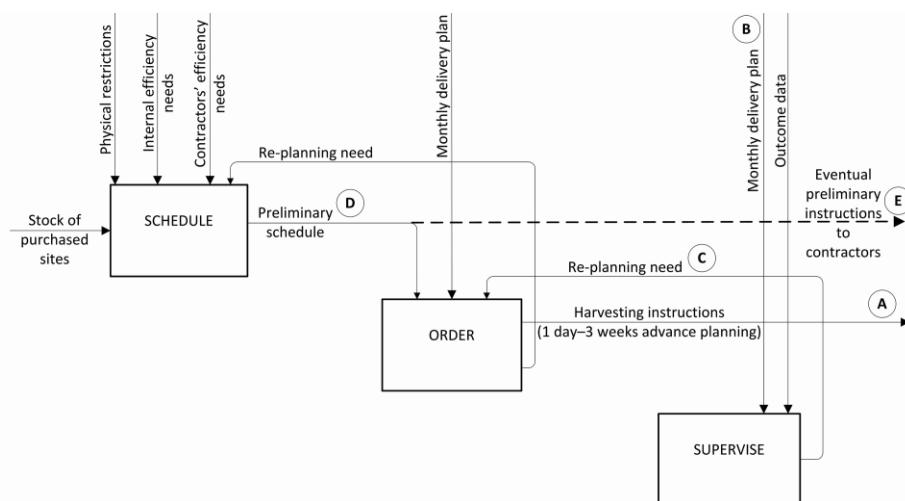 Physical restrictions
Internal efficiency
needs
Contractors' efficiency
needs
Monthly delivery plan
B
Monthly delivery plan
Outcome data
Re-planning need
Eventual
preliminary
instructions
to
contractors
E
SCHEDULE
Preliminary
schedule
D
Stock of
purchased
sites
Re-planning need
C
A
Harvesting instructions
(1 day–3 weeks advance planning)
ORDER
SUPERVISE